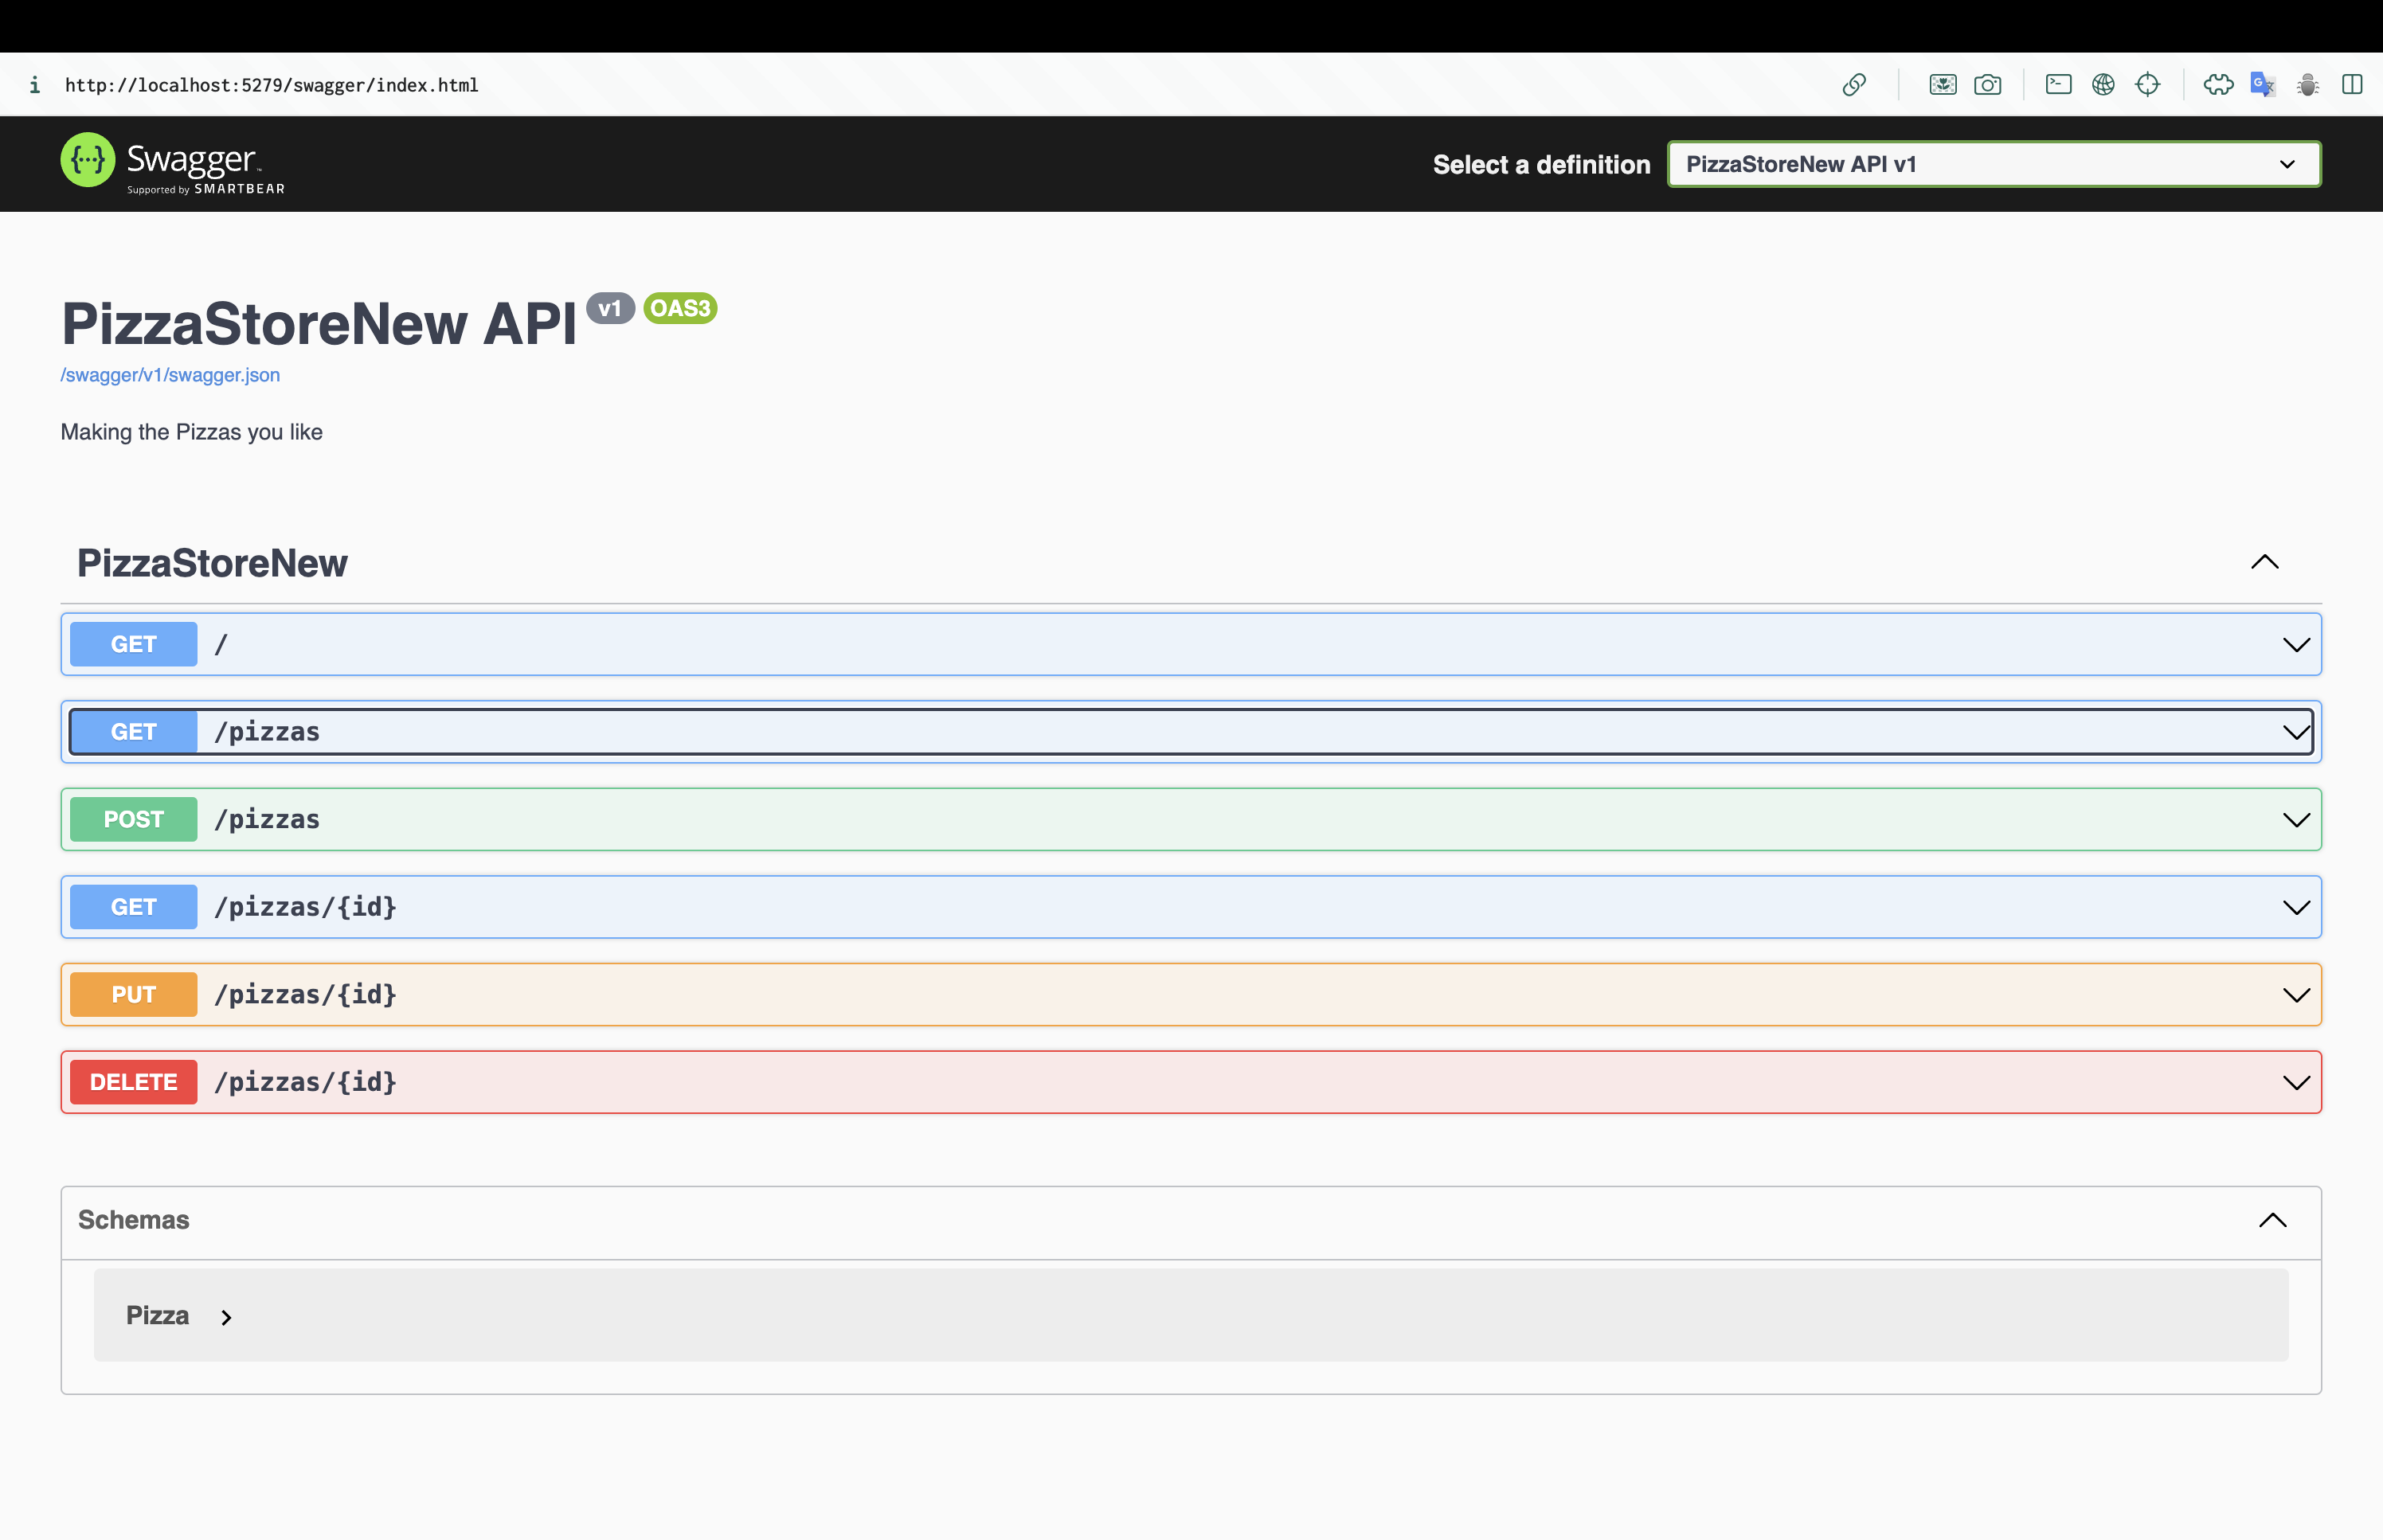 i http://localhost:5279/swagger/index.html
{···} Swagger
Supported by SMARTBEAR
Select a definition PizzaStoreNew API v1
PizzaStoreNew API v1 OAS3
/swagger/v1/swagger.json
Making the Pizzas you like
PizzaStoreNew
GET /
GET /pizzas
POST /pizzas
GET /pizzas/{id}
PUT /pizzas/{id}
DELETE /pizzas/{id}
Schemas
Pizza